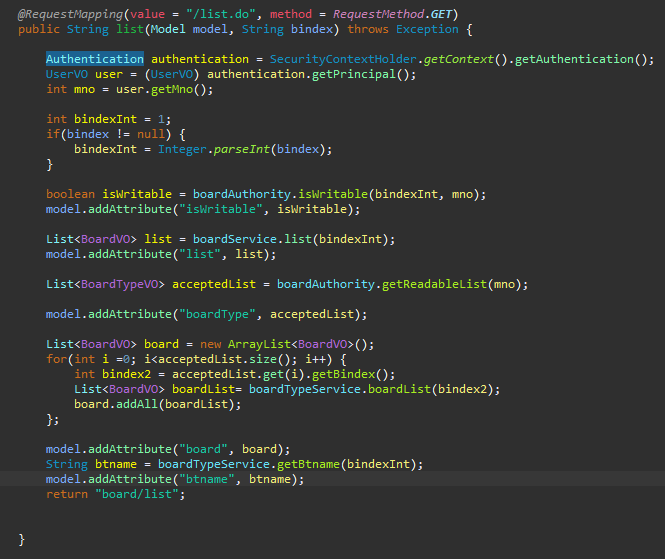 @RequestMapping(value = "/list.do", method = RequestMethod.GET)
public String list(Model model, String bindex) throws Exception {
Authentication authentication = SecurityContextHolder.getContext().getAuthentication();
UserVO user = (UserVO) authentication.getPrincipal();
int mno = user.getMno();
int bindexInt = 1;
if(bindex != null) {
bindexInt = Integer.parseInt(bindex);
}
boolean isWritable = boardAuthority.isWritable(bindexInt, mno);
model.addAttribute("isWritable", isWritable);
List<BoardVO> list = boardService.list(bindexInt);
model.addAttribute("list", list);
List<BoardTypeVO> acceptedList = boardAuthority.getReadableList(mno);
model.addAttribute("boardType", acceptedList);
List<BoardVO> board = new ArrayList<BoardVO>();
for(int i =0; i<acceptedList.size(); i++) {
int bindex2 = acceptedList.get(i).getBindex();
List<BoardVO> boardList= boardTypeService.boardList(bindex2);
board.addAll(boardList);
};
model.addAttribute("board", board);
String btname = boardTypeService.getBtname(bindexInt);
model.addAttribute("btname", btname);
return "board/list";
}